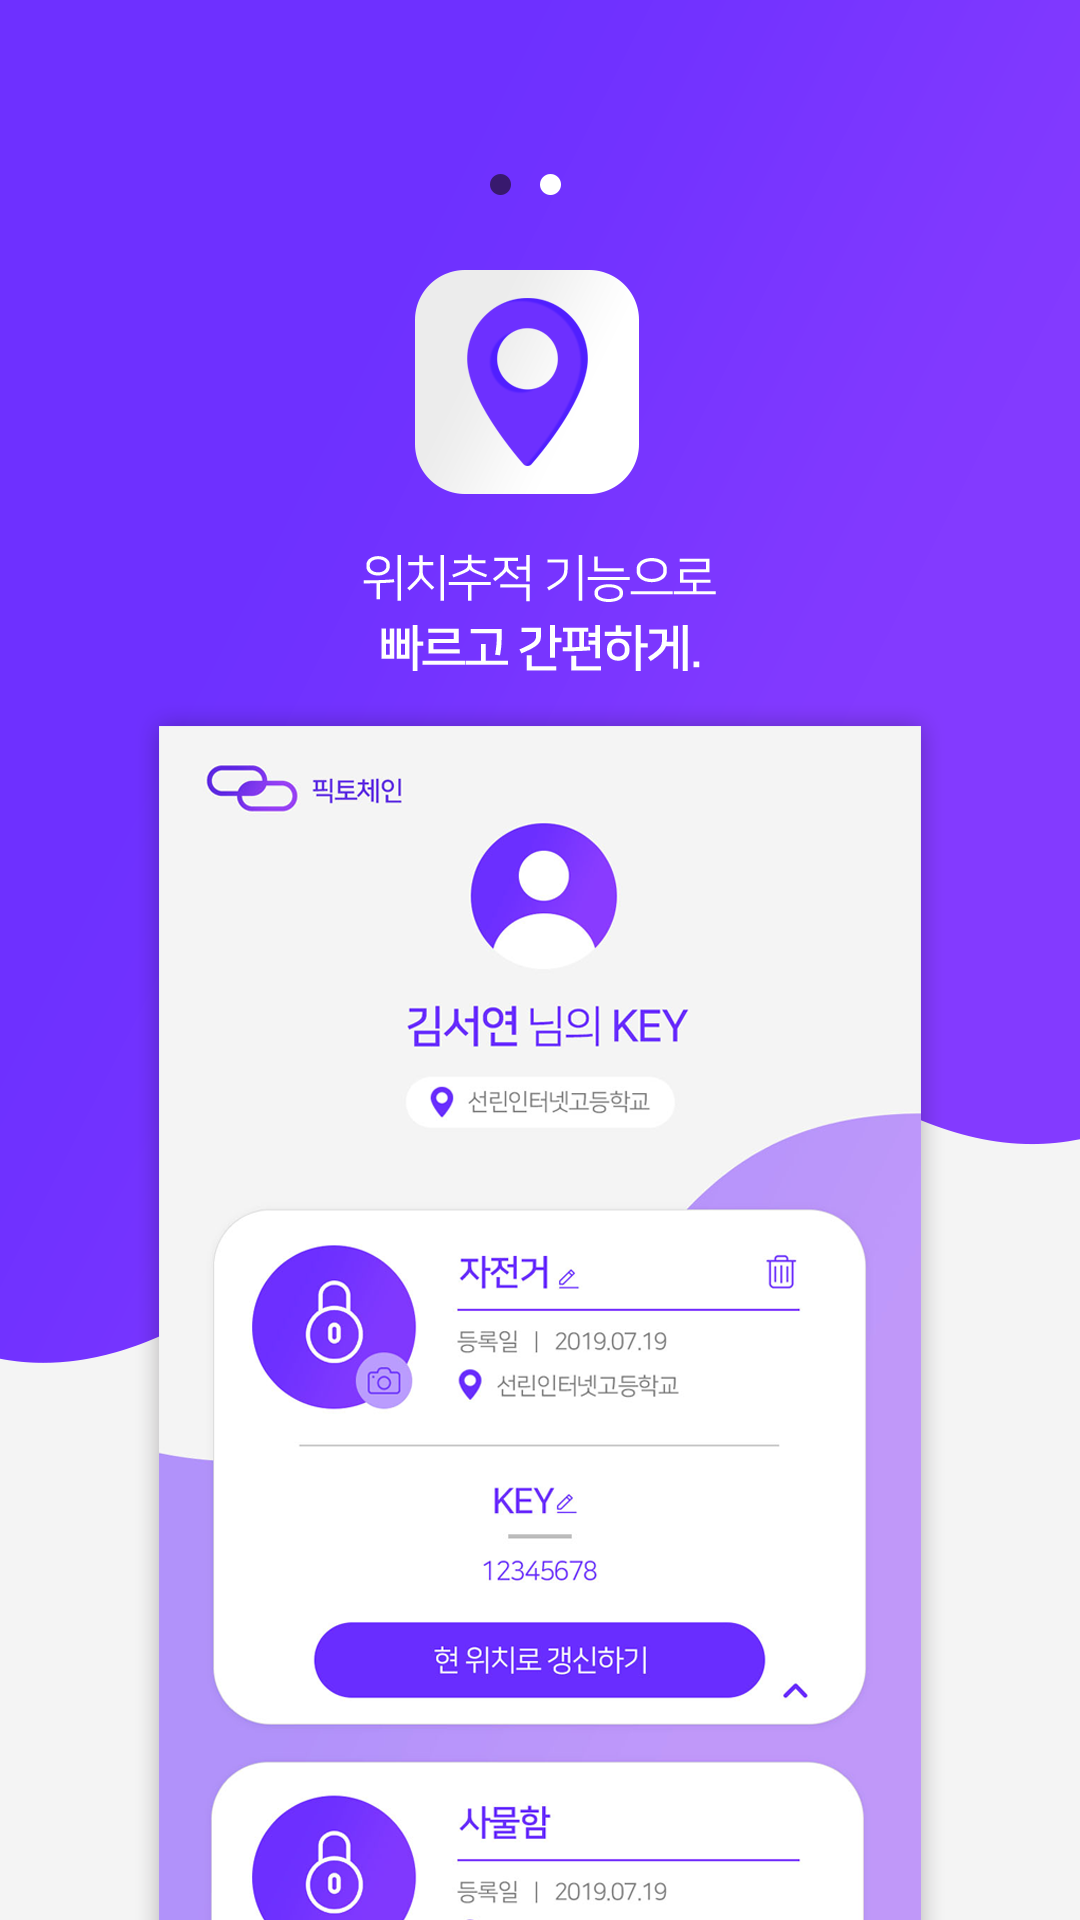 위치추적 기능으로
빠르고 간편하게.
픽토체인
김서연 님의 KEY
선린인터넷고등학교
자전거
등록일 | 2019.07.19
선린인터넷고등학교
KEY
12345678
현 위치로 갱신하기
사물함
등록일 | 2019.07.19